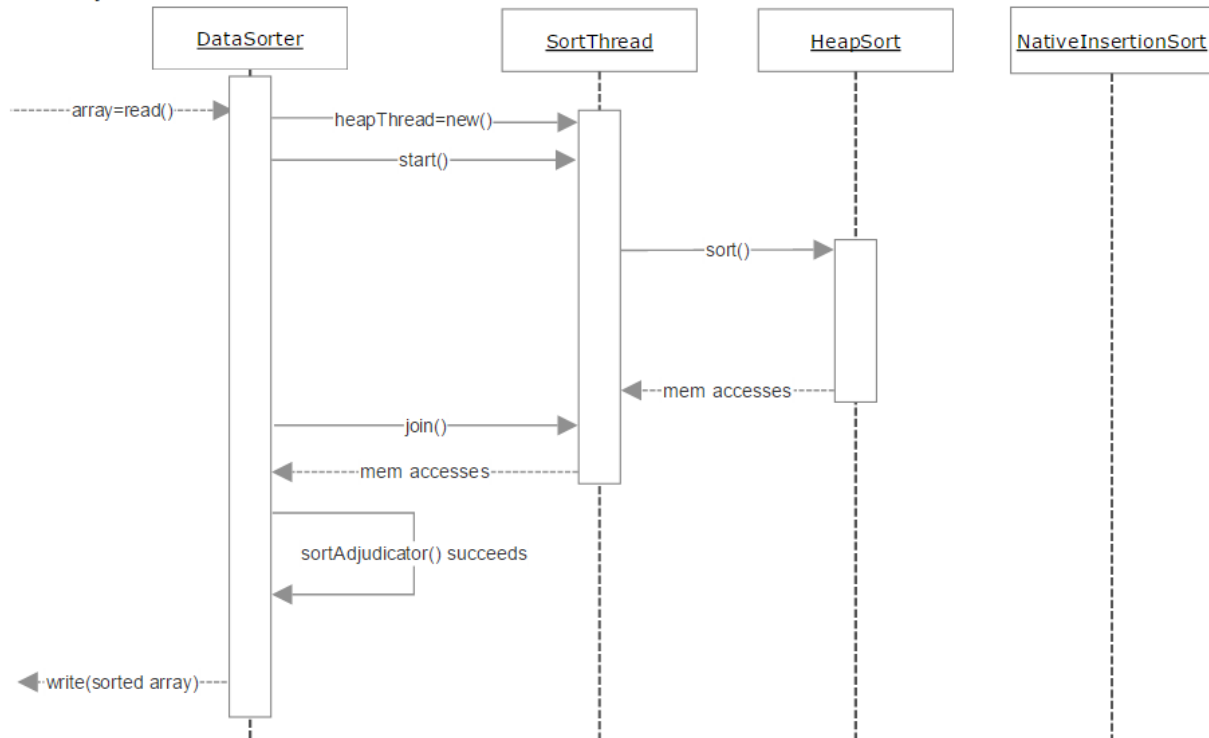 DataSorter
SortThread
HeapSort
NativeInsertionSort
array=read()
heapThread=new()
start()
sort()
mem accesses
join()
mem accesses
sortAdjudicator() succeeds
write(sorted array)